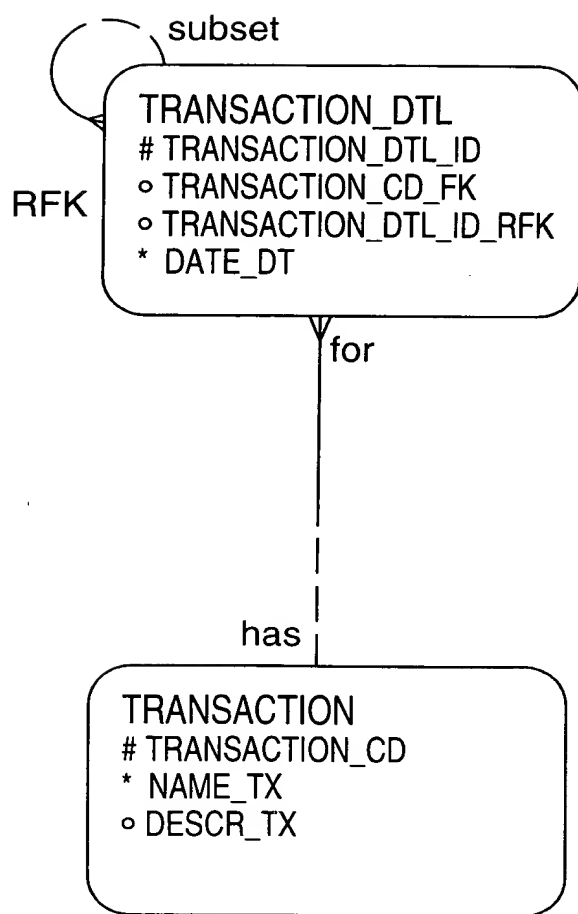 subset
TRANSACTION_DTL
# TRANSACTION_DTL_ID
o TRANSACTION_CD_FK
RFK
o TRANSACTION_DTL_ID_RFK
* DATE_DT
for
has
TRANSACTION
# TRANSACTION_CD
* NAME_TX
o DESCR_TX